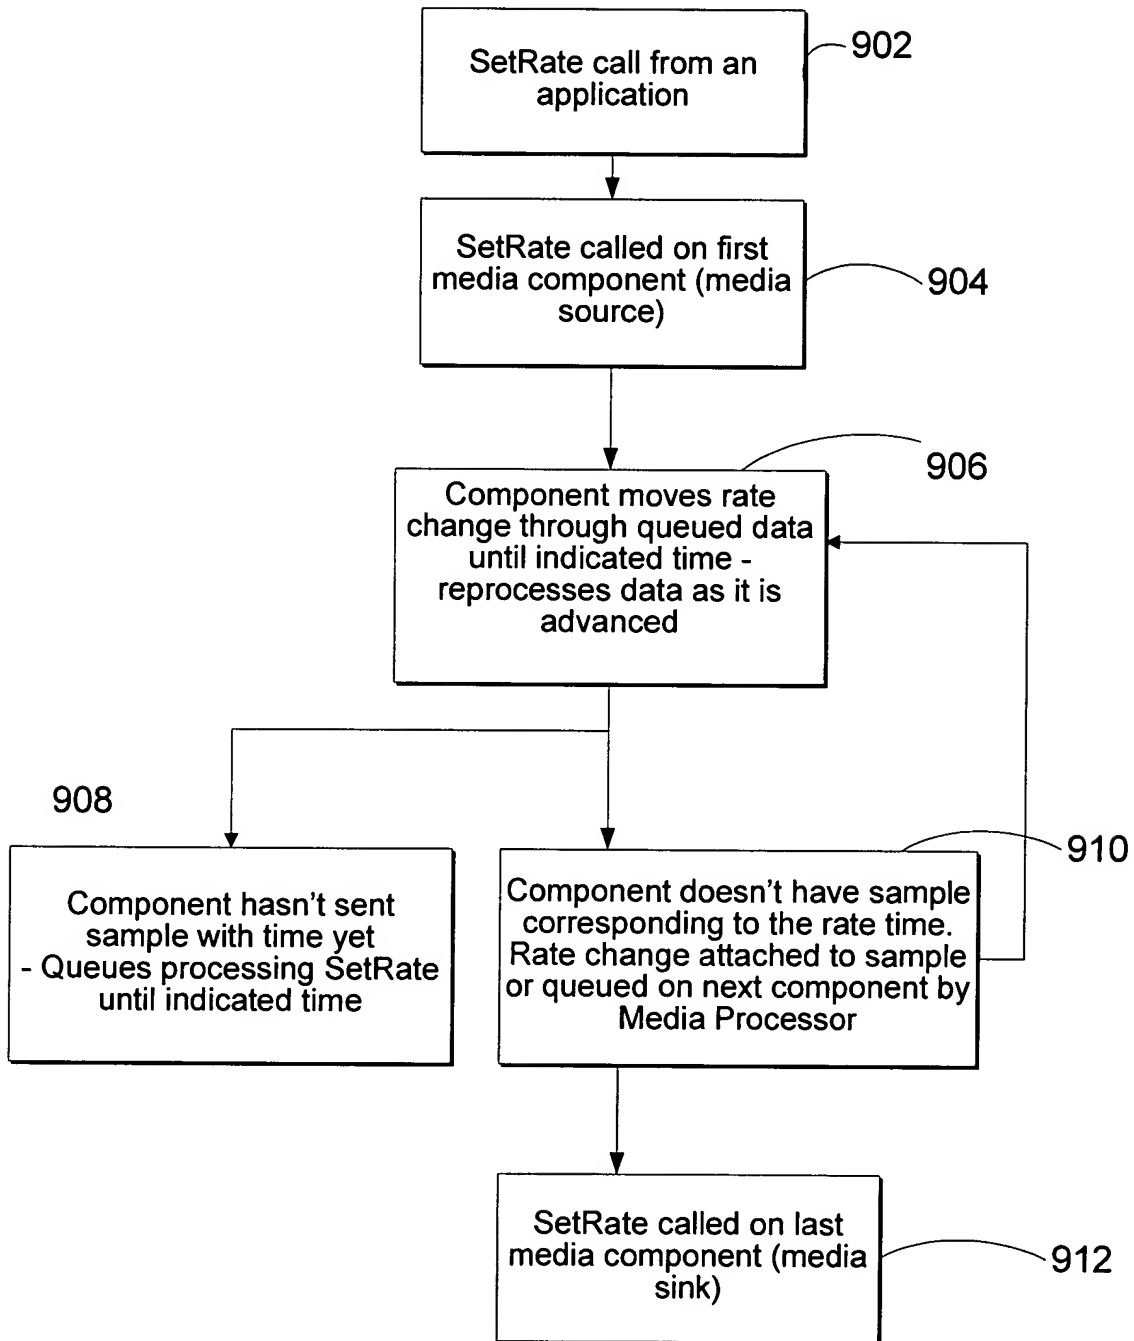 SetRate call from an
application
902
SetRate called on first
media component (media
source)
904
906
Component moves rate
change through queued data
until indicated time -
reprocesses data as it is
advanced
908
Component hasn't sent
sample with time yet
- Queues processing SetRate
until indicated time
910
Component doesn't have sample
corresponding to the rate time.
Rate change attached to sample
or queued on next component by
Media Processor
SetRate called on last
media component (media
sink)
912